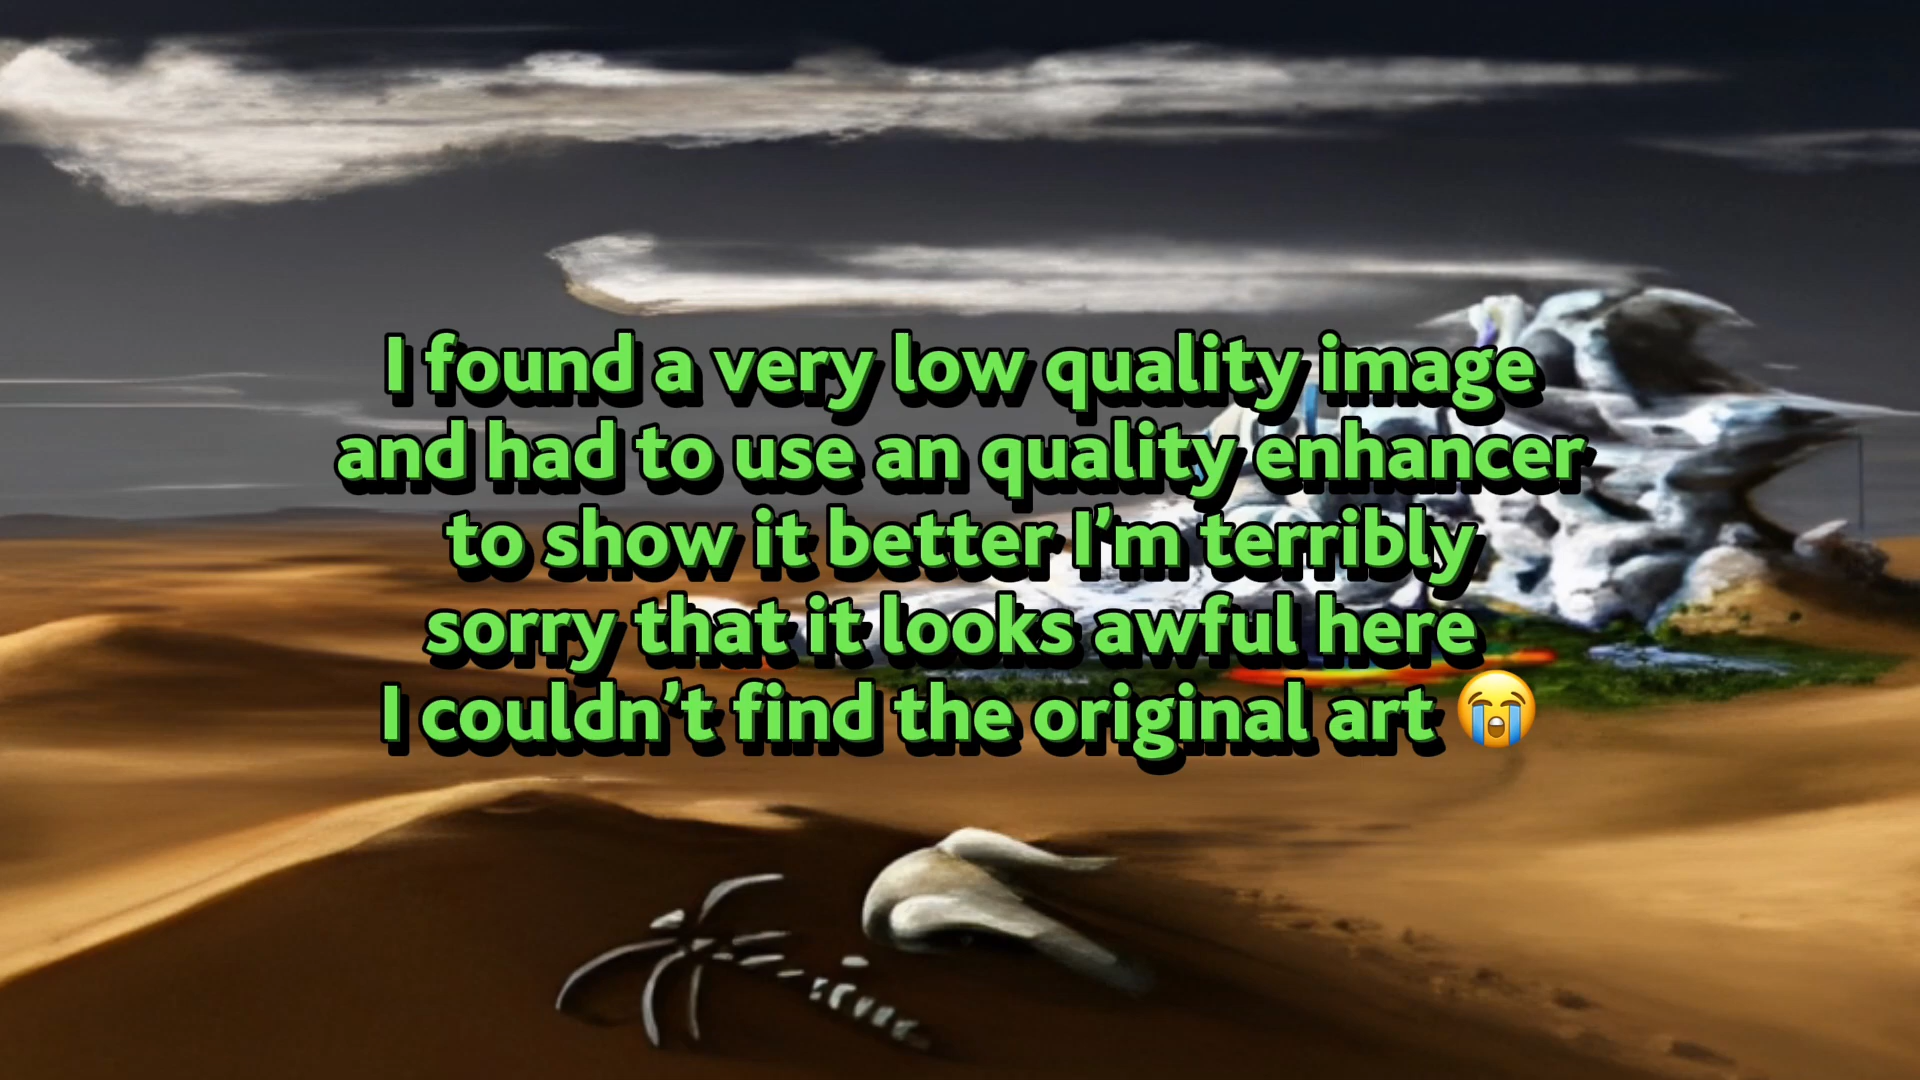 I found a very low quality image
and had to use an quality enhancer
to show it better I’m terribly
sorry that it looks awful here
I couldn’t find the original art 😭